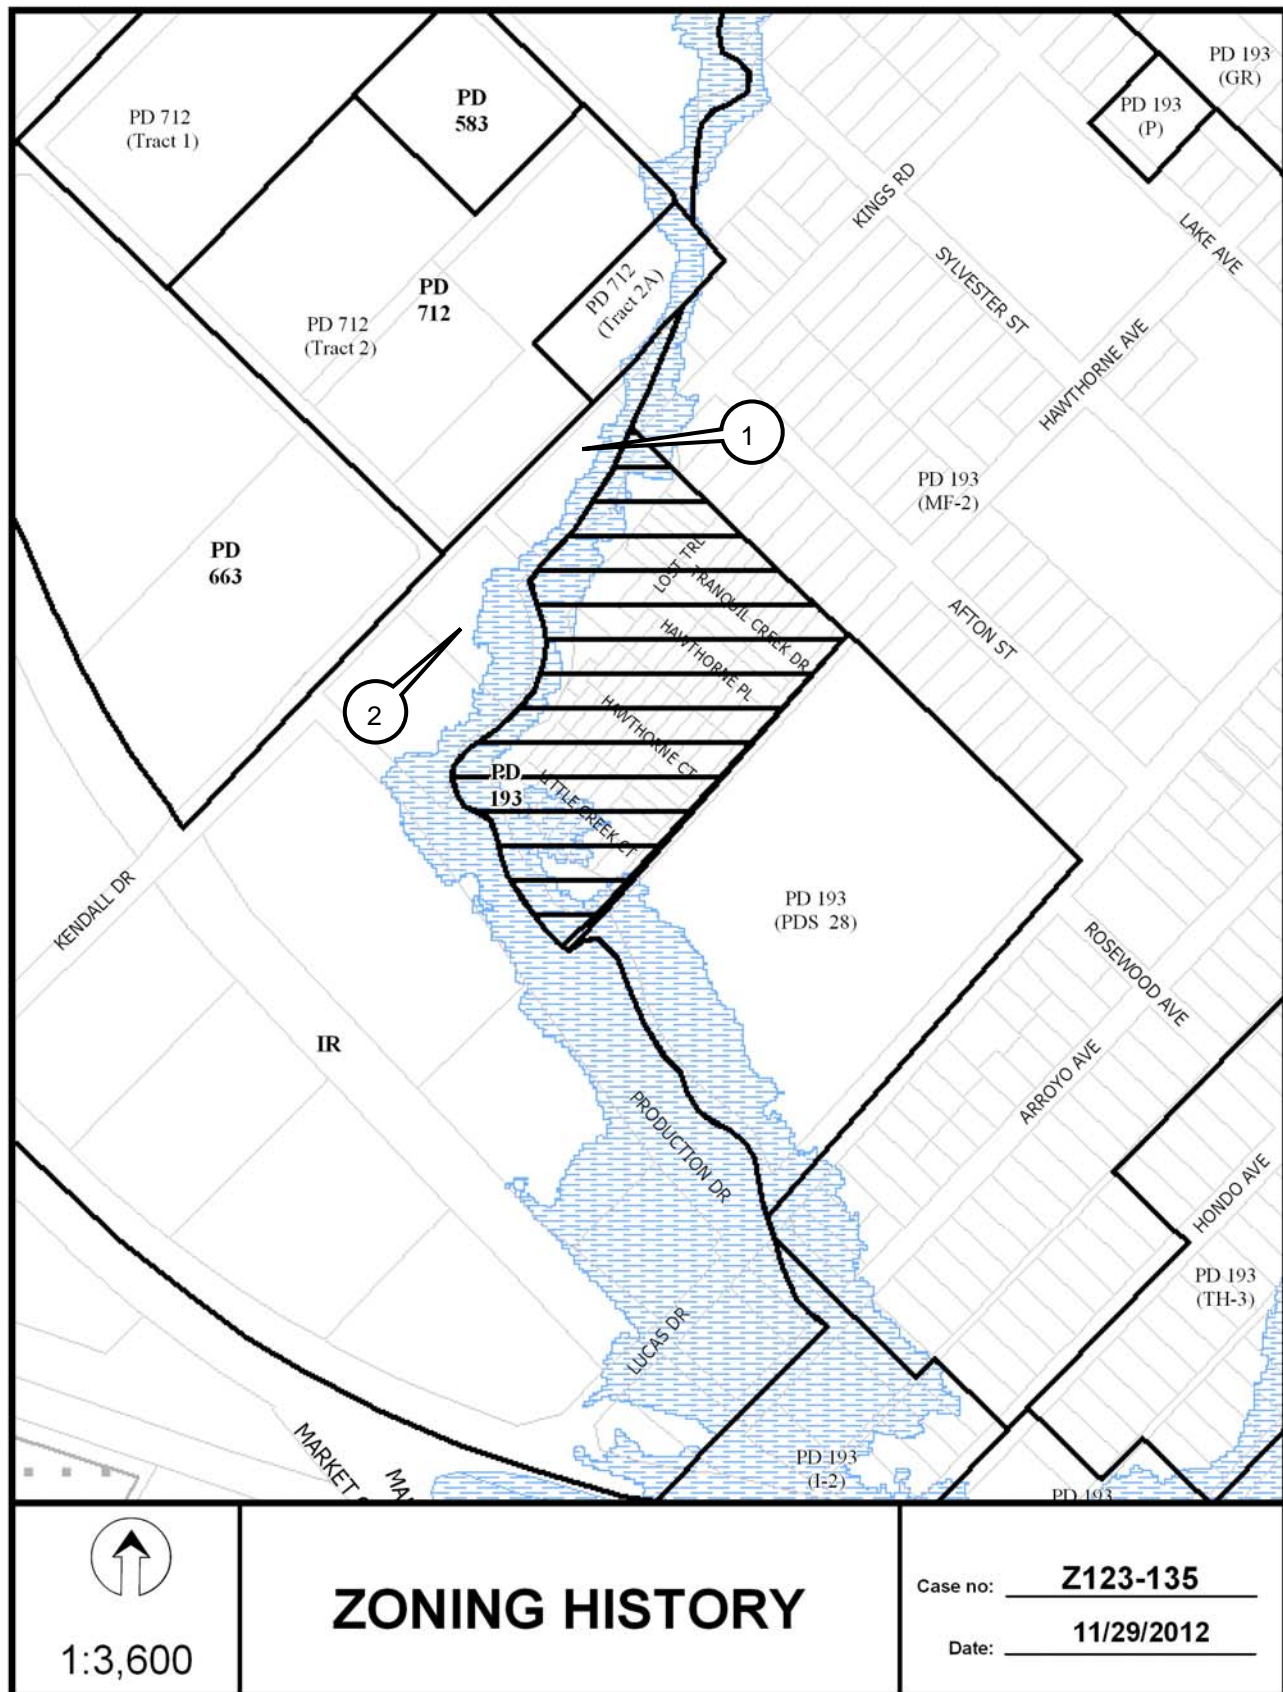 PD 193
(GR)
PD 193
(P)
PD 712
(Tract 1)
PD
583
KINGS RD
LAKE AVE
SYLVESTER ST
PD 712
(Tract 2A)
PD
712
PD 712
(Tract 2)
HAWTHORNE AVE
1
PD 193
(MF-2)
PD
663
LOST TRL
TRANQUIL CREEK DR
AFTON ST
HAWTHORNE PL
2
HAWTHORNE CT
PD
193
LITTLE CREEK CT
KENDALL DR
PD 193
(PDS 28)
ROSEWOOD AVE
IR
ARROYO AVE
PRODUCTION DR
HONDO AVE
PD 193
(TH-3)
LUCAS DR
MARKET
PD 193
(I-2)
PD 193
1:3,600
ZONING HISTORY
Case no: Z123-135
Date: 11/29/2012